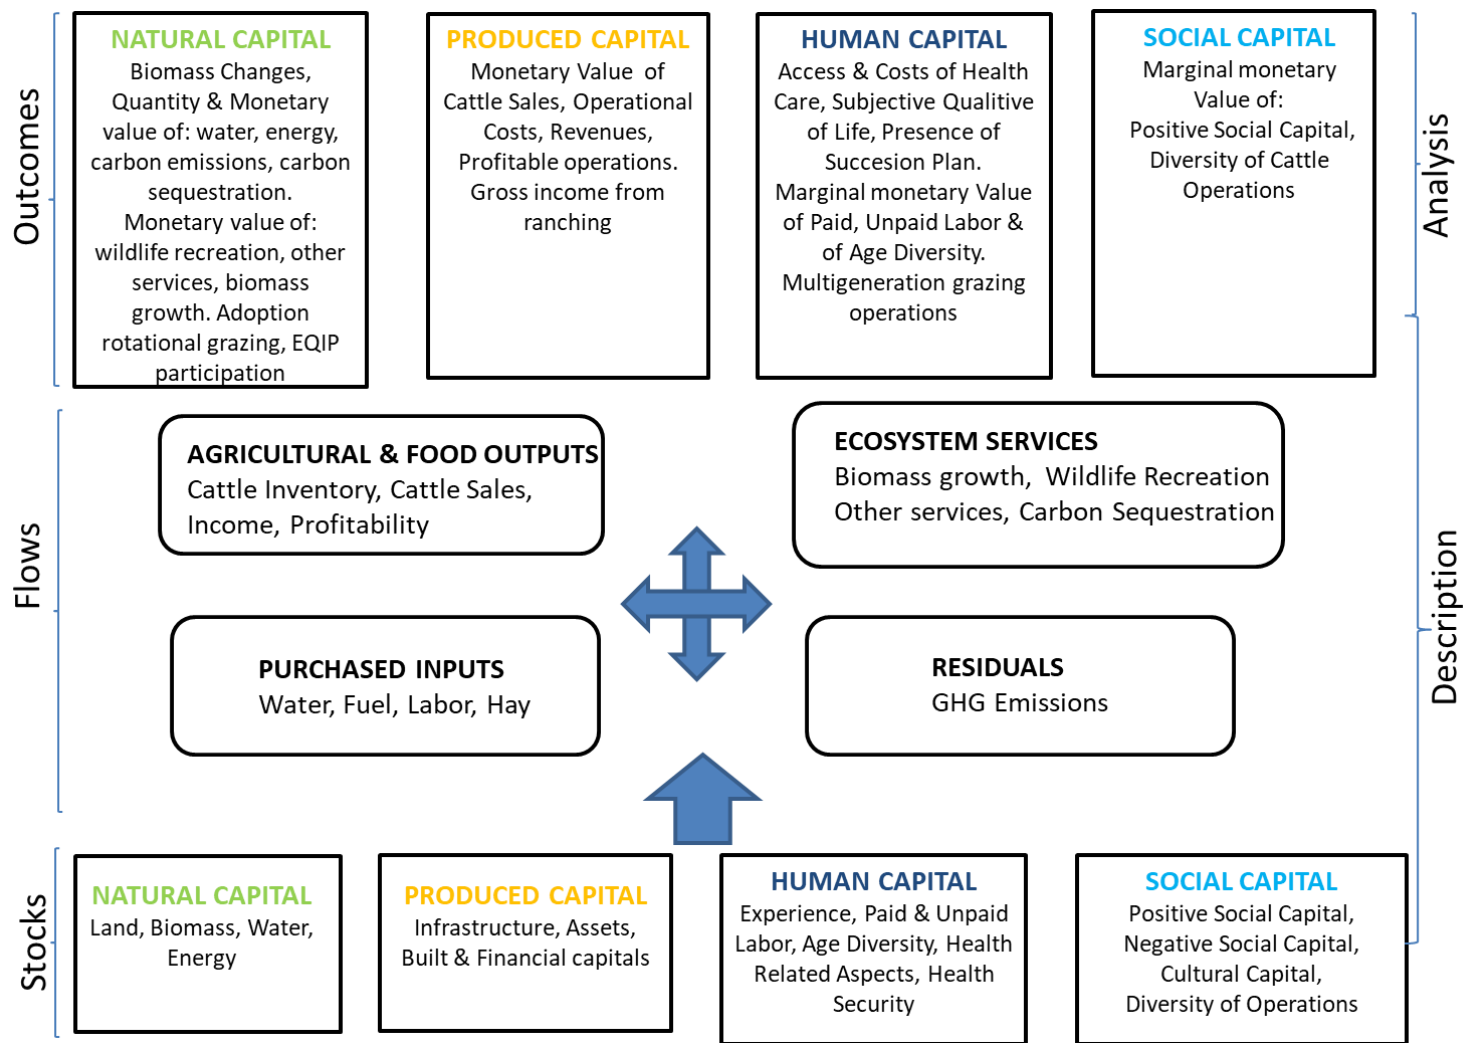 Outcomes
NATURAL CAPITAL
Biomass Changes,
Quantity & Monetary
value of: water, energy,
carbon emissions, carbon
sequestration.
Monetary value of:
wildlife recreation, other
services, biomass
growth. Adoption
rotational grazing, EQIP
participation
PRODUCED CAPITAL
Monetary Value of
Cattle Sales, Operational
Costs, Revenues,
Profitable operations.
Gross income from
ranching
HUMAN CAPITAL
Access & Costs of Health
Care, Subjective Qualitive
of Life, Presence of
Succesion Plan.
Marginal monetary Value
of Paid, Unpaid Labor &
of Age Diversity.
Multigeneration grazing
operations
SOCIAL CAPITAL
Marginal monetary
Value of:
Positive Social Capital,
Diversity of Cattle
Operations
Analysis
Flows
AGRICULTURAL & FOOD OUTPUTS
Cattle Inventory, Cattle Sales,
Income, Profitability
ECOSYSTEM SERVICES
Biomass growth, Wildlife Recreation
Other services, Carbon Sequestration
PURCHASED INPUTS
Water, Fuel, Labor, Hay
RESIDUALS
GHG Emissions
Description
Stocks
NATURAL CAPITAL
Land, Biomass, Water,
Energy
PRODUCED CAPITAL
Infrastructure, Assets,
Built & Financial capitals
HUMAN CAPITAL
Experience, Paid & Unpaid
Labor, Age Diversity, Health
Related Aspects, Health
Security
SOCIAL CAPITAL
Positive Social Capital,
Negative Social Capital,
Cultural Capital,
Diversity of Operations